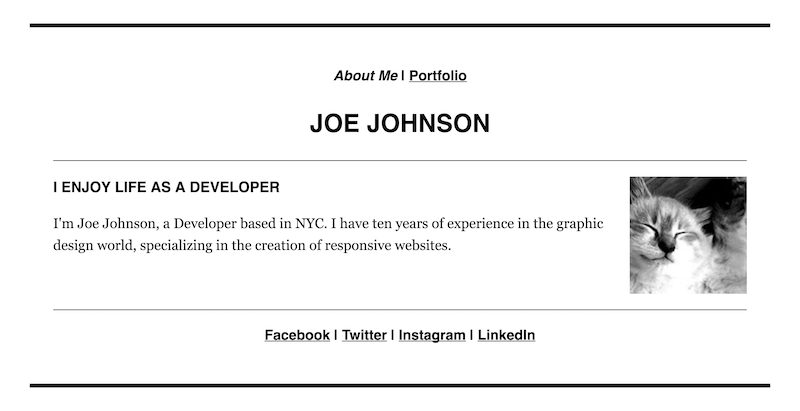 About Me | Portfolio
JOE JOHNSON
I ENJOY LIFE AS A DEVELOPER
I'm Joe Johnson, a Developer based in NYC. I have ten years of experience in the graphic
design world, specializing in the creation of responsive websites.
Facebook | Twitter | Instagram | LinkedIn